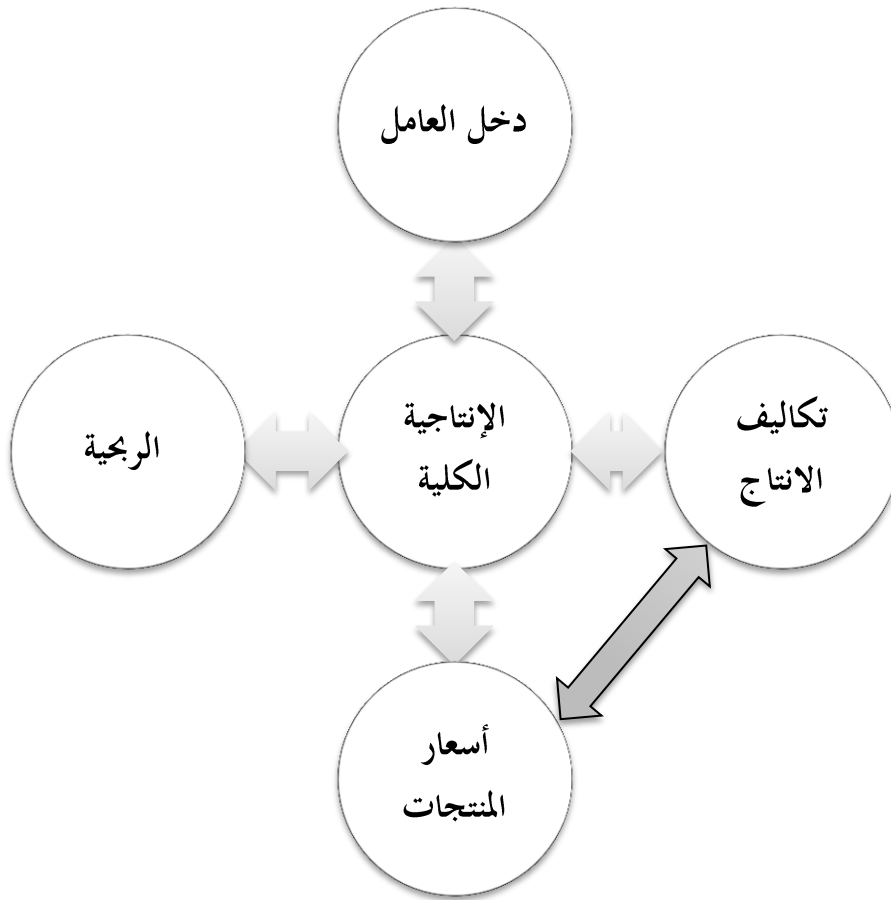 دخل العامل
تكاليف
الانتاج
الإنتاجية
الكلية
الربحية
أسعار
المنتجات